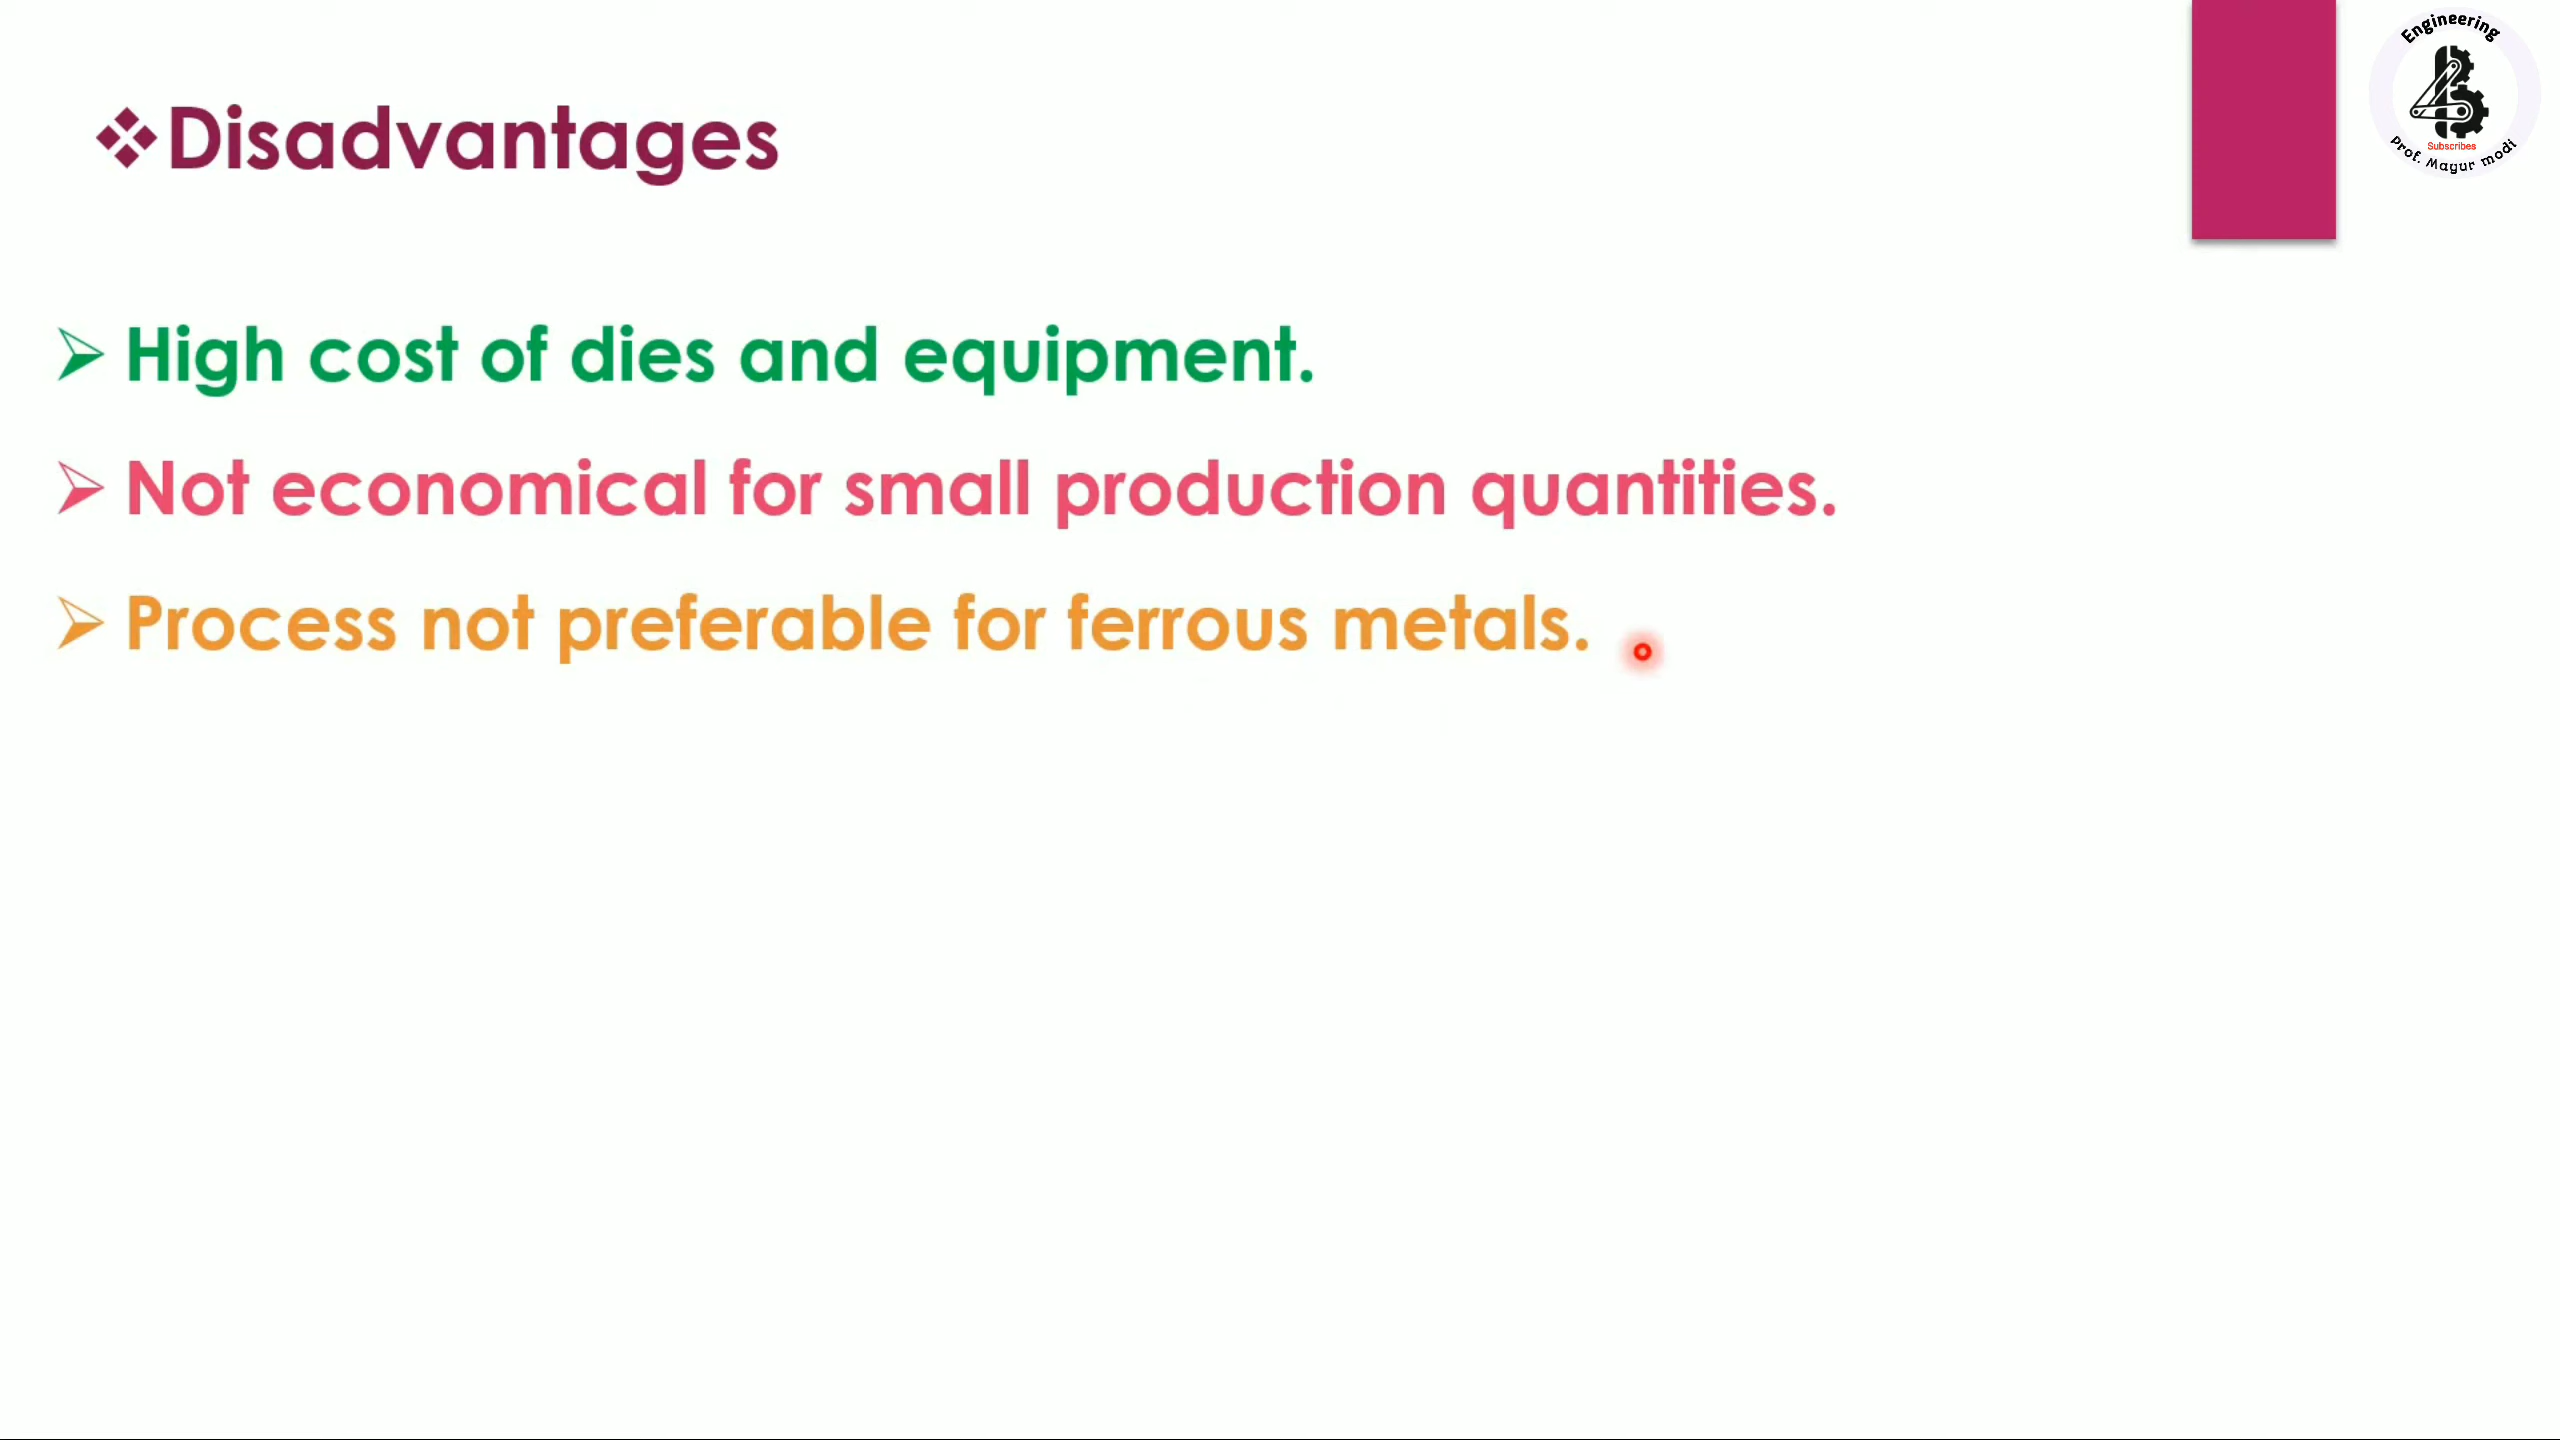 Engineering
Subscribes
Prof. Mayur modi
❖Disadvantages
➢ High cost of dies and equipment.
➢ Not economical for small production quantities.
➢ Process not preferable for ferrous metals.